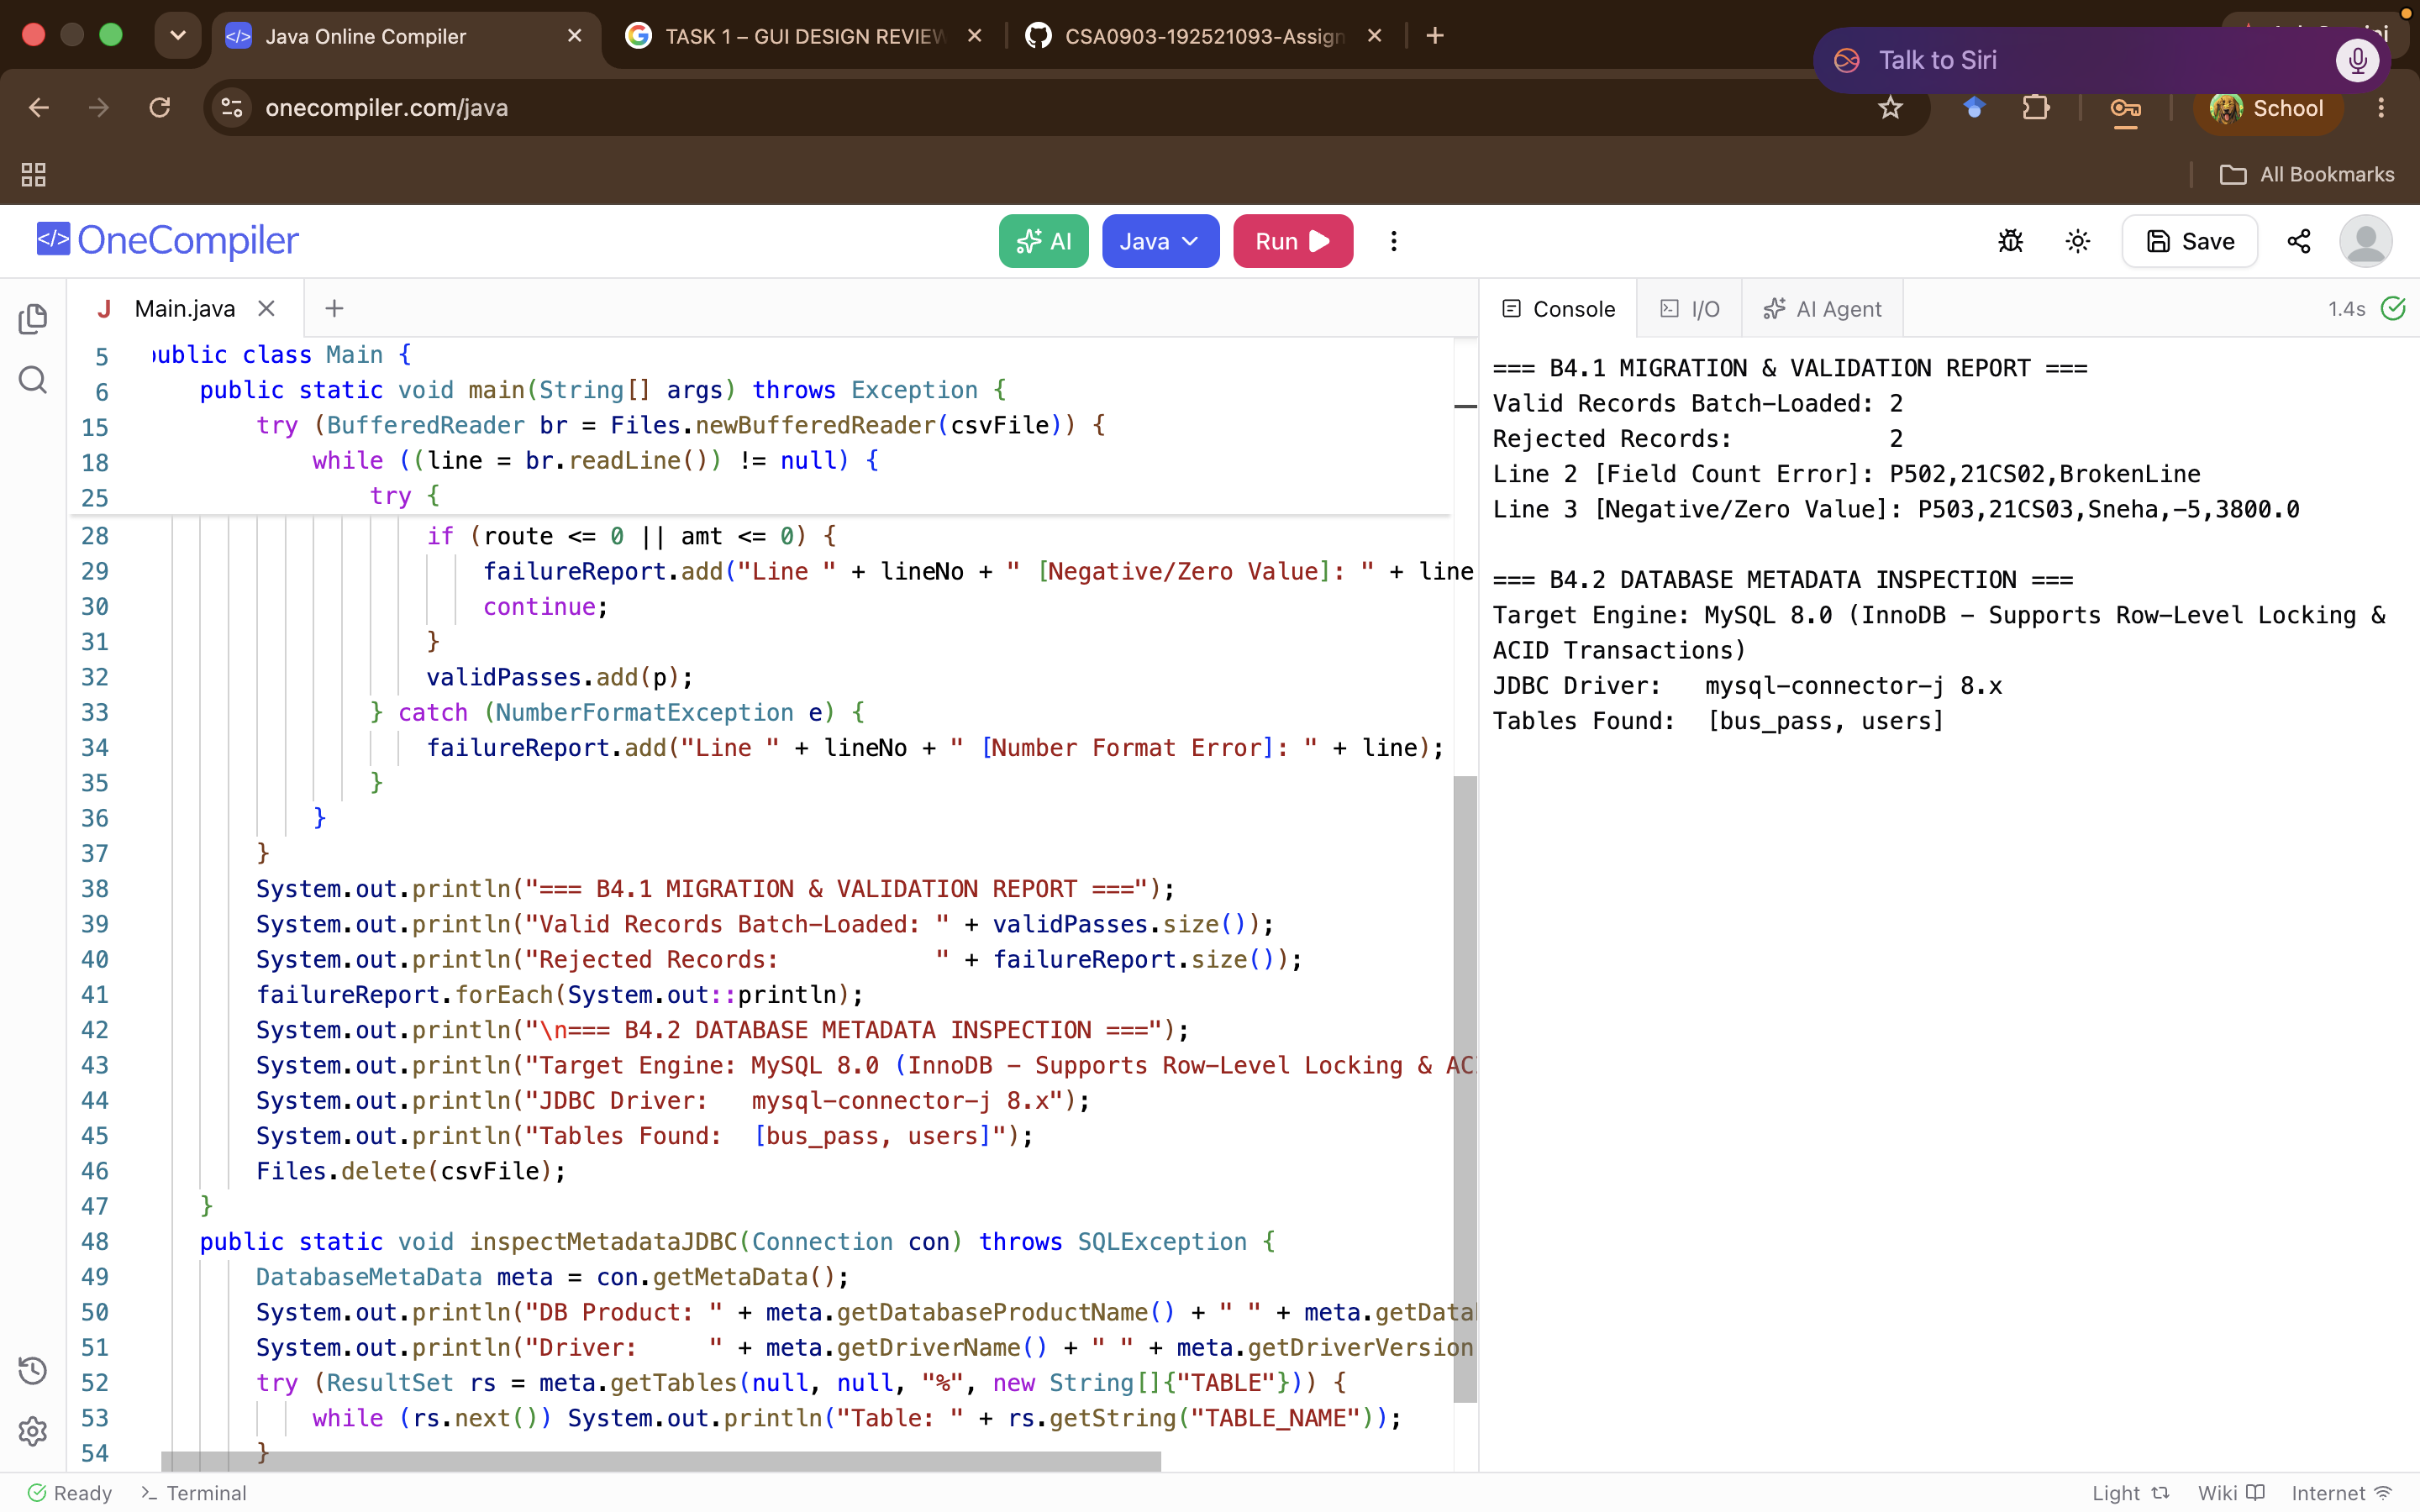 Java Online Compiler
TASK 1 – GUI DESIGN REVIEW
CSA0903-192521093-Assign
Talk to Siri
onecompiler.com/java
School
All Bookmarks
OneCompiler
AI
Java
Run
Save
J Main.java
Console
I/O
AI Agent
1.4s
5 public class Main {
6 public static void main(String[] args) throws Exception {
15 try (BufferedReader br = Files.newBufferedReader(csvFile)) {
18 while ((line = br.readLine()) != null) {
25 try {
28 if (route <= 0 || amt <= 0) {
29 failureReport.add("Line " + lineNo + " [Negative/Zero Value]: " + line
30 continue;
31 }
32 validPasses.add(p);
33 } catch (NumberFormatException e) {
34 failureReport.add("Line " + lineNo + " [Number Format Error]: " + line);
35 }
36 }
37 }
38 System.out.println("=== B4.1 MIGRATION & VALIDATION REPORT ===");
39 System.out.println("Valid Records Batch-Loaded: " + validPasses.size());
40 System.out.println("Rejected Records:           " + failureReport.size());
41 failureReport.forEach(System.out::println);
42 System.out.println("\n=== B4.2 DATABASE METADATA INSPECTION ===");
43 System.out.println("Target Engine: MySQL 8.0 (InnoDB - Supports Row-Level Locking & AC
44 System.out.println("JDBC Driver:   mysql-connector-j 8.x");
45 System.out.println("Tables Found:  [bus_pass, users]");
46 Files.delete(csvFile);
47 }
48 public static void inspectMetadataJDBC(Connection con) throws SQLException {
49 DatabaseMetaData meta = con.getMetaData();
50 System.out.println("DB Product: " + meta.getDatabaseProductName() + " " + meta.getData
51 System.out.println("Driver:     " + meta.getDriverName() + " " + meta.getDriverVersion
52 try (ResultSet rs = meta.getTables(null, null, "%", new String[]{"TABLE"})) {
53 while (rs.next()) System.out.println("Table: " + rs.getString("TABLE_NAME"));
54 }
=== B4.1 MIGRATION & VALIDATION REPORT ===
Valid Records Batch-Loaded: 2
Rejected Records:           2
Line 2 [Field Count Error]: P502,21CS02,BrokenLine
Line 3 [Negative/Zero Value]: P503,21CS03,Sneha,-5,3800.0
=== B4.2 DATABASE METADATA INSPECTION ===
Target Engine: MySQL 8.0 (InnoDB - Supports Row-Level Locking &
ACID Transactions)
JDBC Driver:   mysql-connector-j 8.x
Tables Found:  [bus_pass, users]
Ready
Terminal
Light
Wiki
Internet